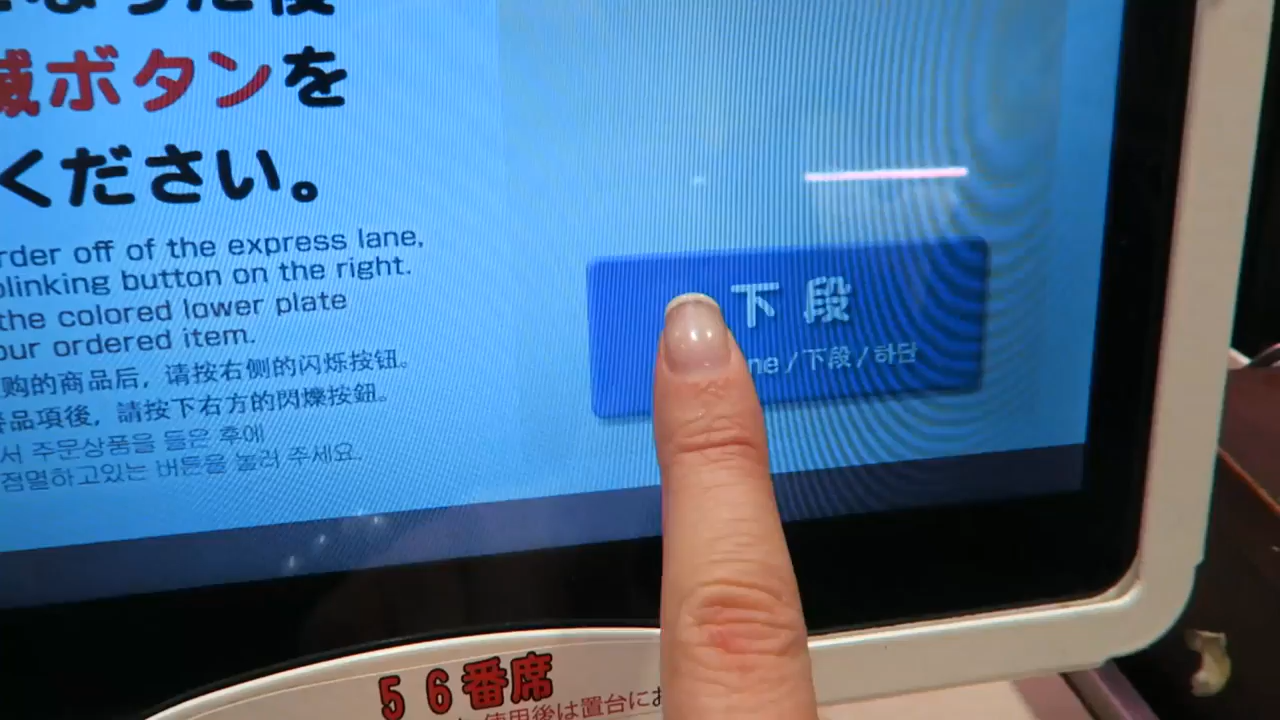 なった後
滅ボタンを
ください。
rder off of the express lane,
blinking button on the right.
the colored lower plate
our ordered item.
购的商品后，请按右侧的闪烁按钮。
品項後，請按下右方的閃爍按鈕。
서 주문상품을 들은 후에
점멸하고있는 버튼을 눌러 주세요.
下段
ne /下段/하단
56番席
使用後は置台にお